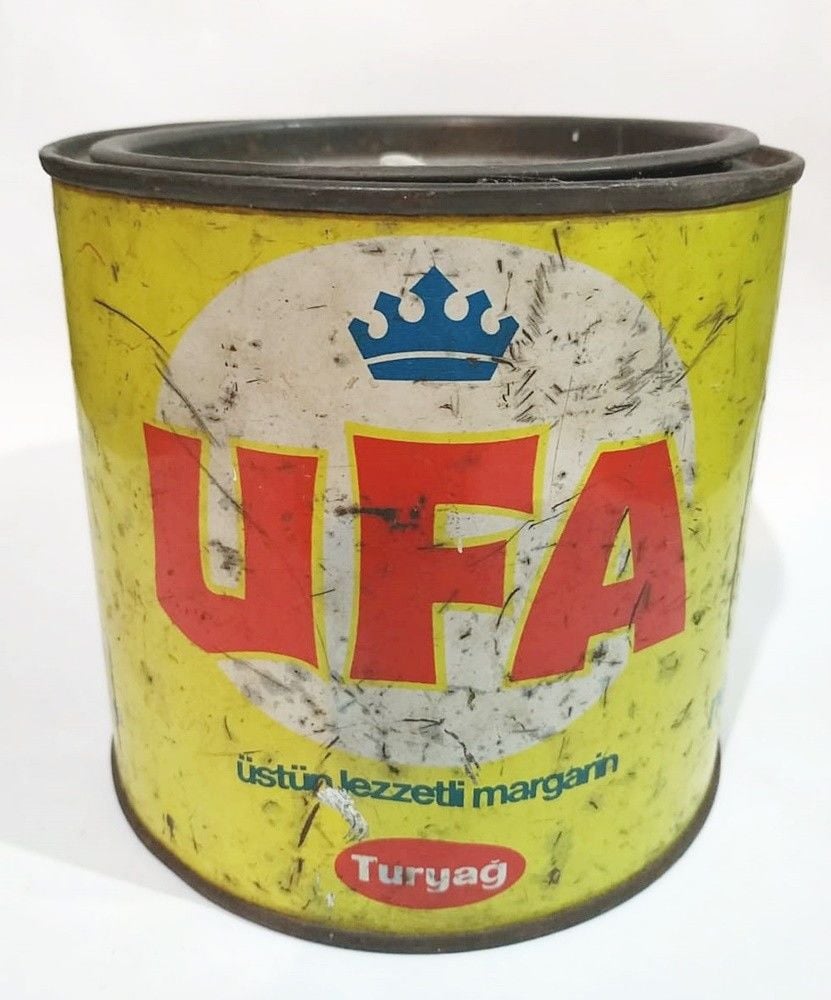 UFA
üstün lezzetli margarin
Turyağ